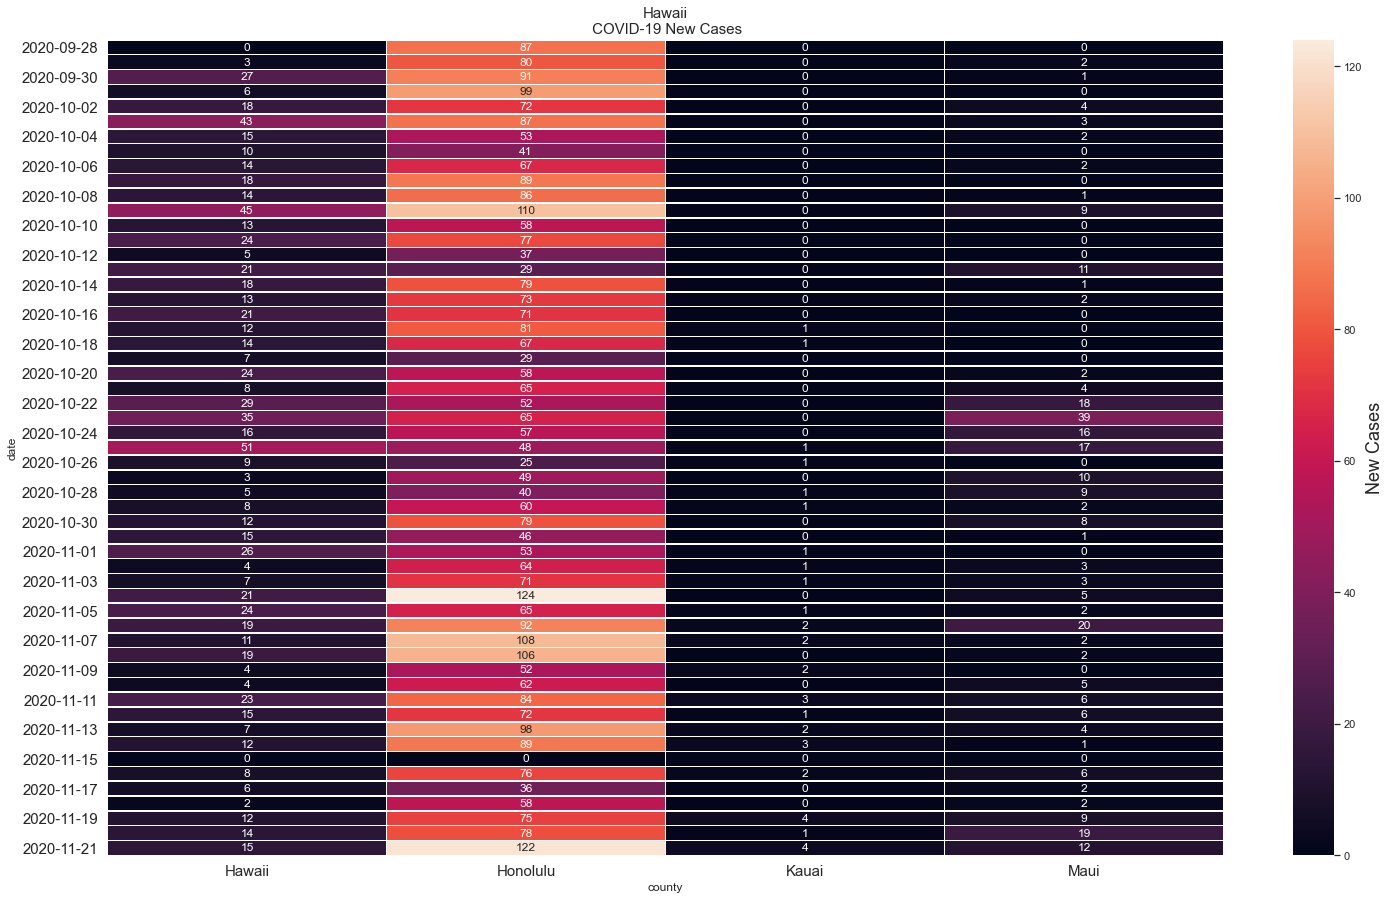 Hawaii
COVID-19 New Cases
2020-09-28 0 87 0 0
3 80 0 2
2020-09-30 27 91 0 1
6 99 0 0
2020-10-02 18 72 0 4
43 87 0 3
2020-10-04 15 53 0 2
10 41 0 0
2020-10-06 14 67 0 2
18 89 0 0
2020-10-08 14 86 0 1
45 110 0 9
2020-10-10 13 58 0 0
24 77 0 0
2020-10-12 5 37 0 0
21 29 0 11
2020-10-14 18 79 0 1
13 73 0 2
2020-10-16 21 71 0 0
12 81 1 0
2020-10-18 14 67 1 0
7 29 0 0
2020-10-20 24 58 0 2
8 65 0 4
2020-10-22 29 52 0 18
35 65 0 39
2020-10-24 16 57 0 16
51 48 1 17
2020-10-26 9 25 1 0
3 49 0 10
2020-10-28 5 40 1 9
8 60 1 2
2020-10-30 12 79 0 8
15 46 0 1
2020-11-01 26 53 1 0
4 64 1 3
2020-11-03 7 71 1 3
21 124 0 5
2020-11-05 24 65 1 2
19 92 2 20
2020-11-07 11 108 2 2
19 106 0 2
2020-11-09 4 52 2 0
4 62 0 5
2020-11-11 23 84 3 6
15 72 1 6
2020-11-13 7 98 2 4
12 89 3 1
2020-11-15 0 0 0 0
8 76 2 6
2020-11-17 6 36 0 2
2 58 0 2
2020-11-19 12 75 4 9
14 78 1 19
2020-11-21 15 122 4 12
Hawaii Honolulu Kauai Maui
county
date
120
100
80
60
40
20
0
New Cases